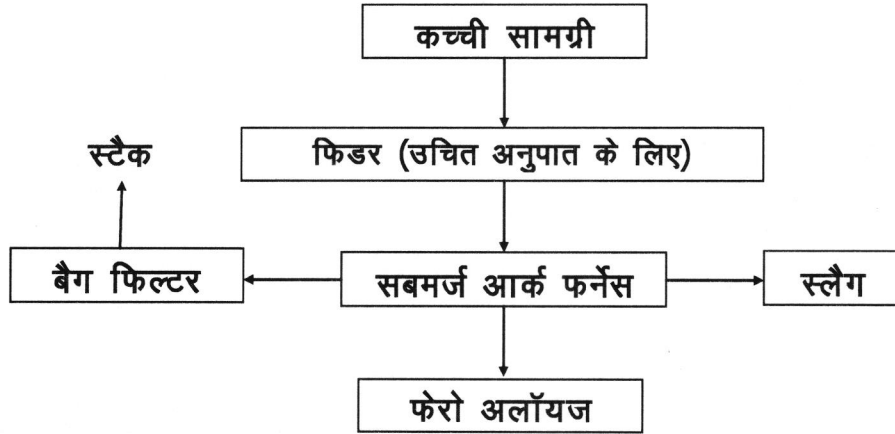 कच्ची सामग्री
फिडर (उचित अनुपात के लिए)
स्टैक
बैग फिल्टर
सबमर्ज आर्क फर्नेस
स्लैग
फेरो अलॉयज